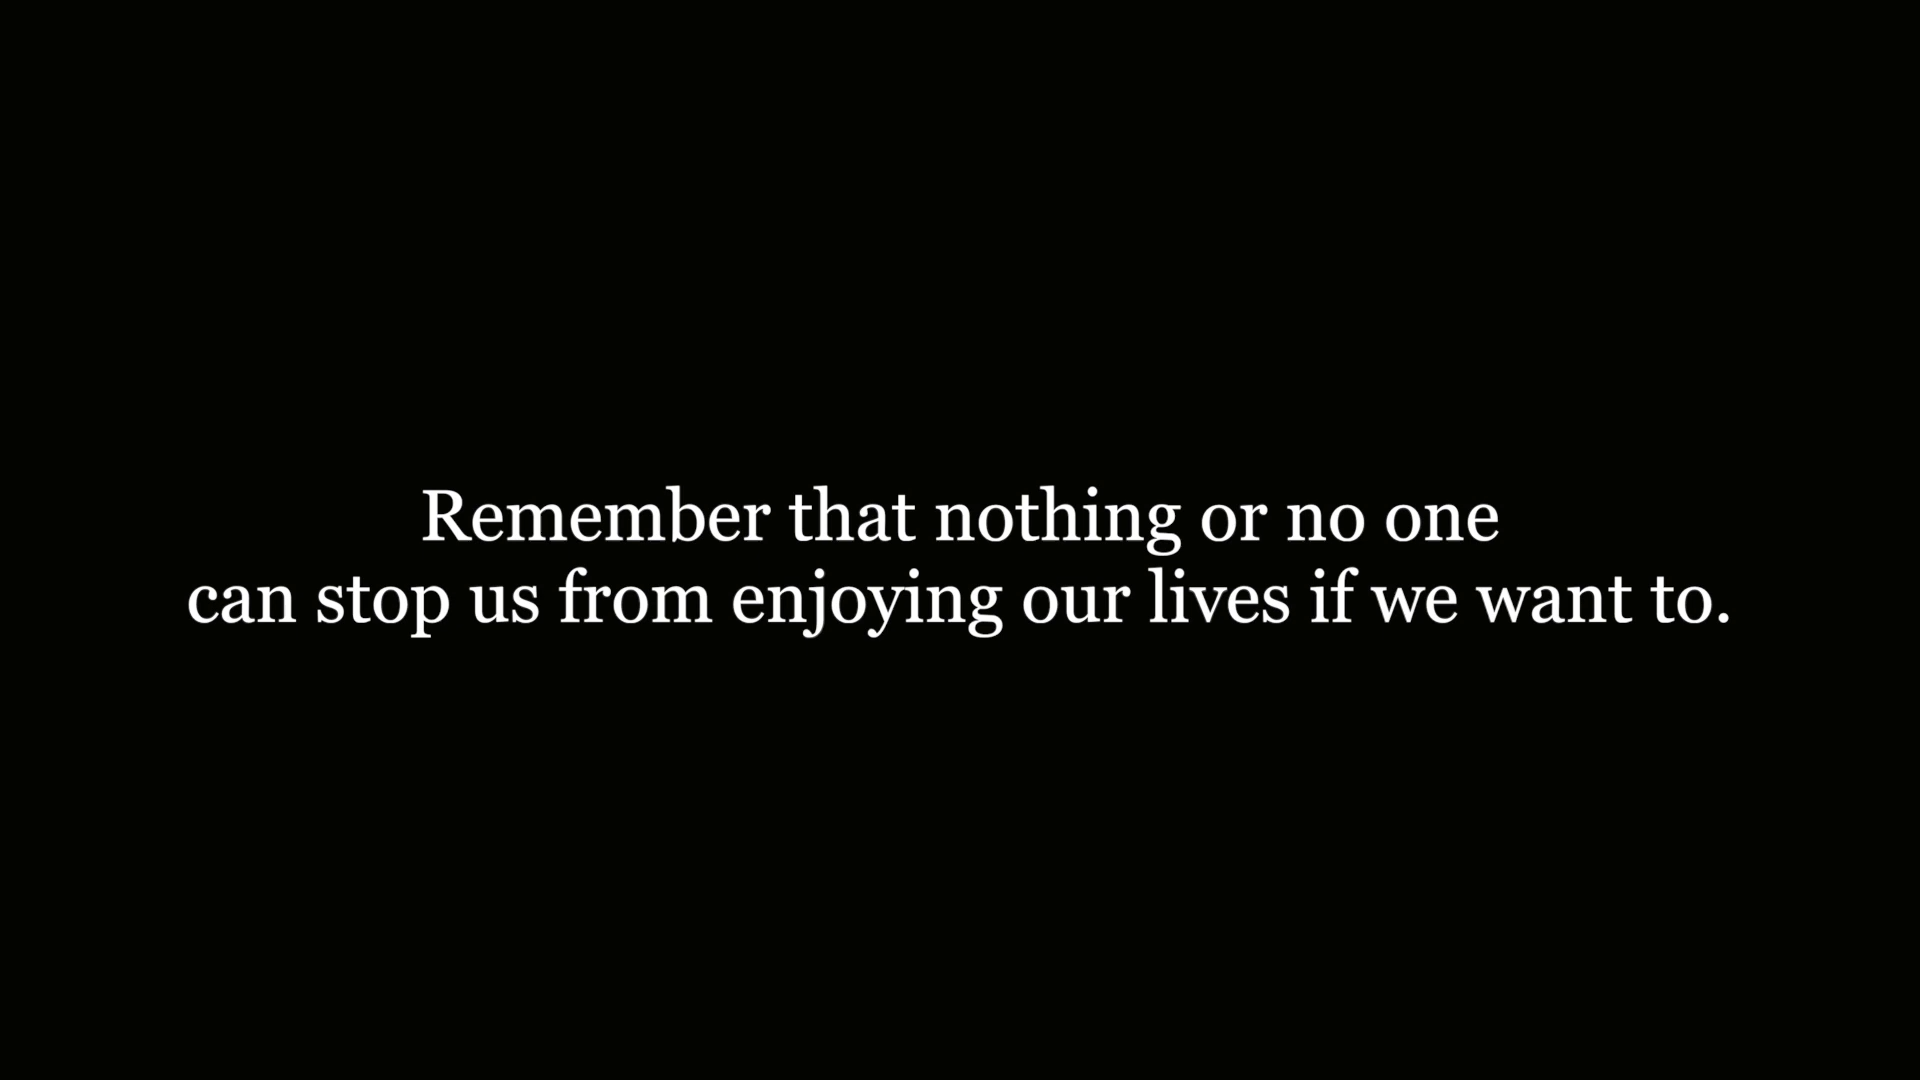 Remember that nothing or no one
can stop us from enjoying our lives if we want to.